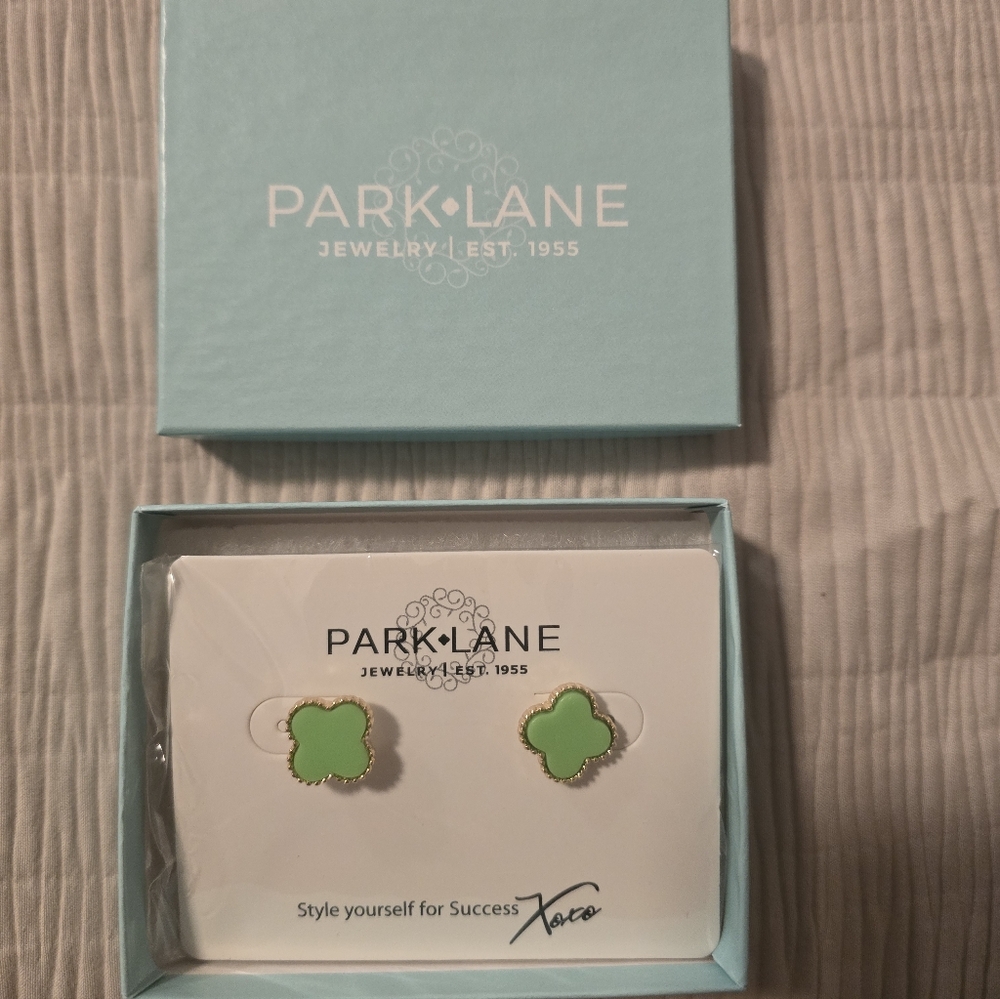 PARK LANE
JEWELRY | EST. 1955
PARK LANE
JEWELRY | EST. 1955
Style yourself for Success Xoxo